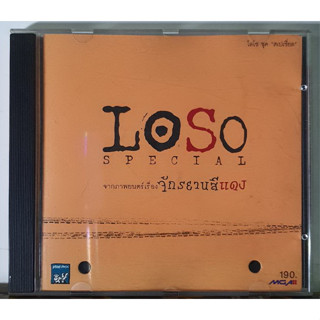 โลโซ ชุด "สเปเชี่ยล"
LOSO
SPECIAL
จากภาพยนตร์เรื่อง จักรยานสีแดง
190.
MGA